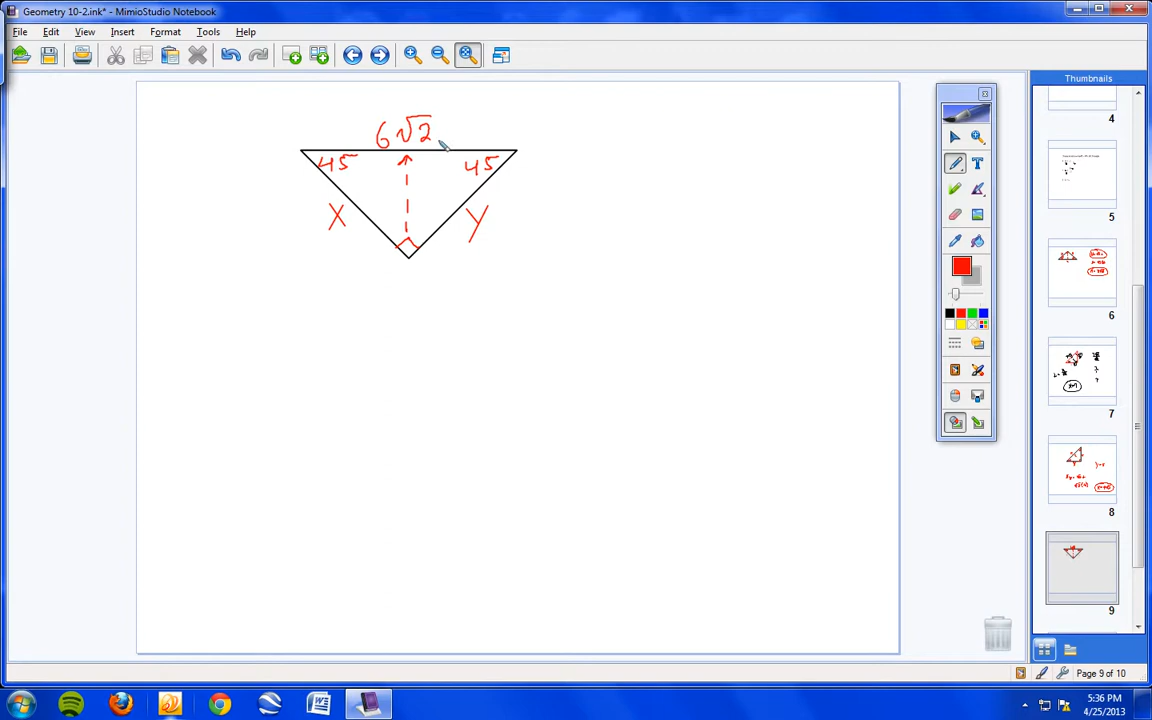 Geometry 10-2.ink* - MimioStudio Notebook
File Edit View Insert Format Tools Help
Thumbnails
6√2
45 45
X Y
4
5
6
7
8
9
Page 9 of 10
5:36 PM
4/25/2013